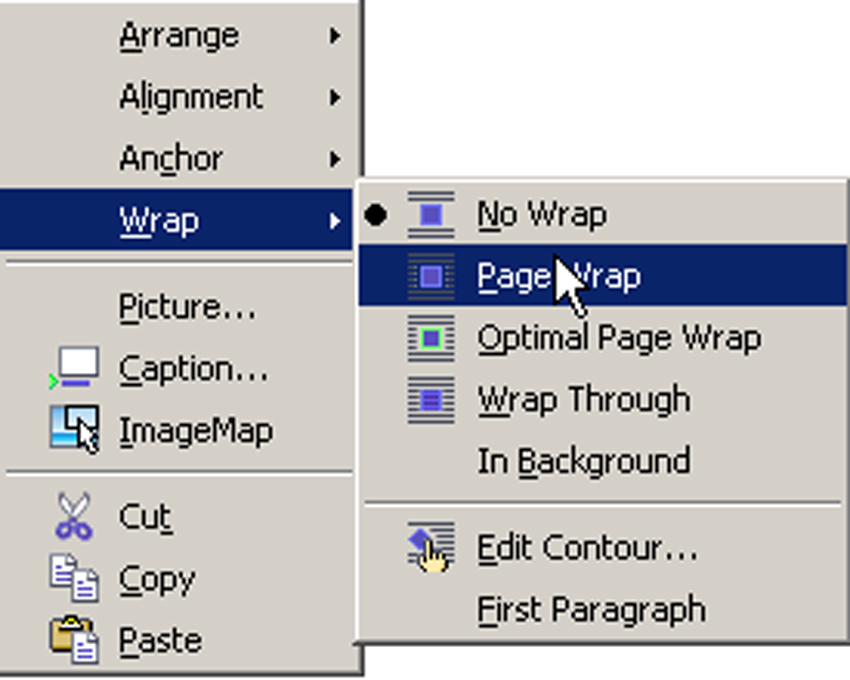 Arrange
Alignment
Anchor
Wrap
Picture...
Caption...
ImageMap
Cut
Copy
Paste
No Wrap
Page Wrap
Optimal Page Wrap
Wrap Through
In Background
Edit Contour...
First Paragraph